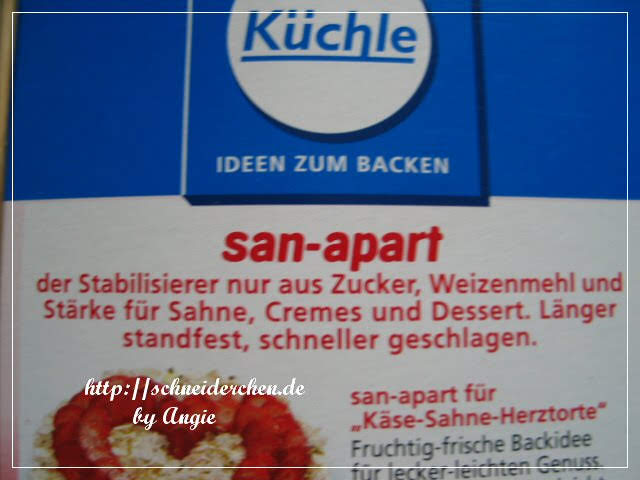 Küchle
IDEEN ZUM BACKEN
san-apart
der Stabilisierer nur aus Zucker, Weizenmehl und
Stärke für Sahne, Cremes und Dessert. Länger
standfest, schneller geschlagen.
http://schneiderchen.de
by Angie
san-apart für
„Käse-Sahne-Herztorte“
Fruchtig-frische Backidee
für lecker-leichten Genuss.